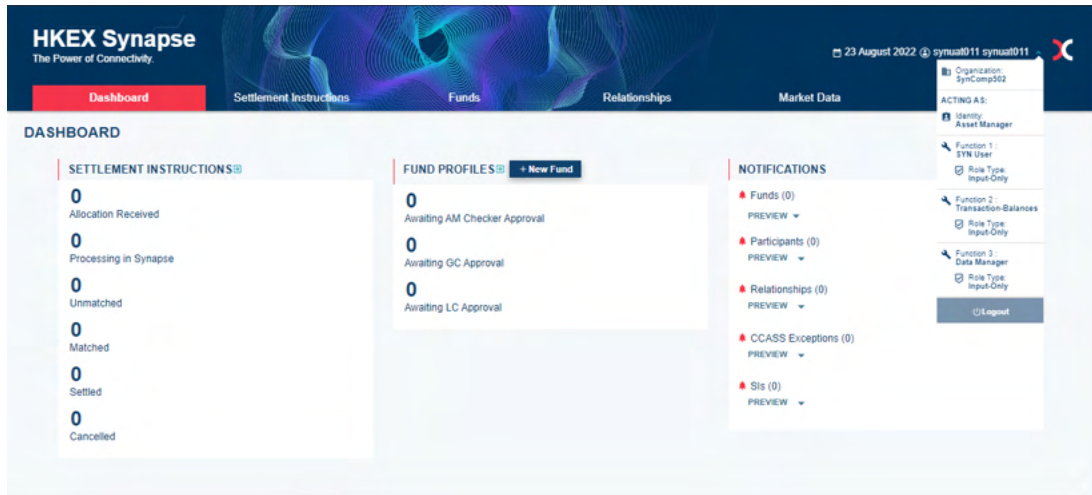 HKEX Synapse
The Power of Connectivity.
23 August 2022 synuat011 synuat011
Dashboard Settlement Instructions Funds Relationships Market Data
Organization:
SynComp502
ACTING AS:
Identity:
Asset Manager
Function 1 :
SYN User
Role Type:
Input-Only
Function 2 :
Transaction-Balances
Role Type:
Input-Only
Function 3 :
Data Manager
Role Type:
Input-Only
Logout
DASHBOARD
SETTLEMENT INSTRUCTIONS
0
Allocation Received
0
Processing in Synapse
0
Unmatched
0
Matched
0
Settled
0
Cancelled
FUND PROFILES + New Fund
0
Awaiting AM Checker Approval
0
Awaiting GC Approval
0
Awaiting LC Approval
NOTIFICATIONS
Funds (0)
PREVIEW
Participants (0)
PREVIEW
Relationships (0)
PREVIEW
CCASS Exceptions (0)
PREVIEW
SIs (0)
PREVIEW